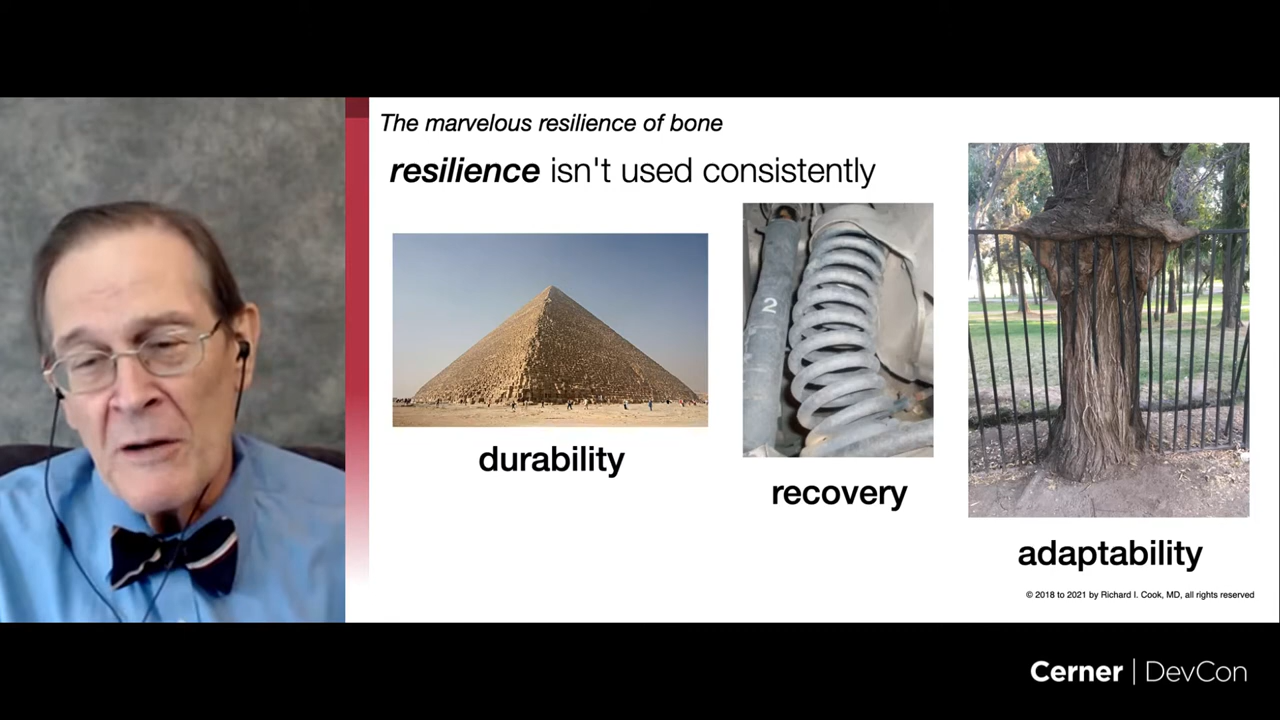 The marvelous resilience of bone
resilience isn't used consistently
2
durability
recovery
adaptability
© 2018 to 2021 by Richard I. Cook, MD, all rights reserved
Cerner | DevCon